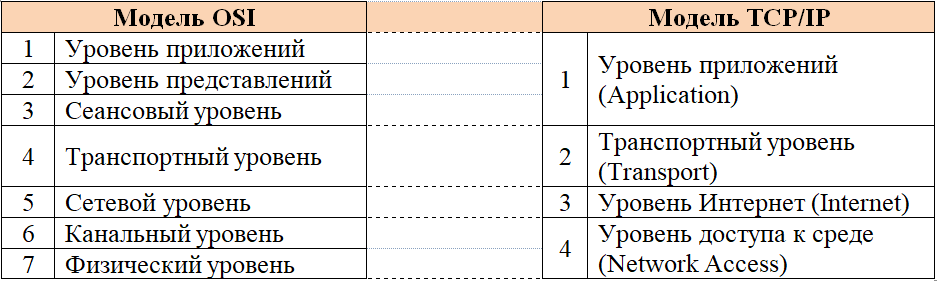 Модель OSI
Модель TCP/IP
1 Уровень приложений
2 Уровень представлений
3 Сеансовый уровень
1 Уровень приложений
(Application)
4 Транспортный уровень
2 Транспортный уровень
(Transport)
5 Сетевой уровень
3 Уровень Интернет (Internet)
6 Канальный уровень
7 Физический уровень
4 Уровень доступа к среде
(Network Access)